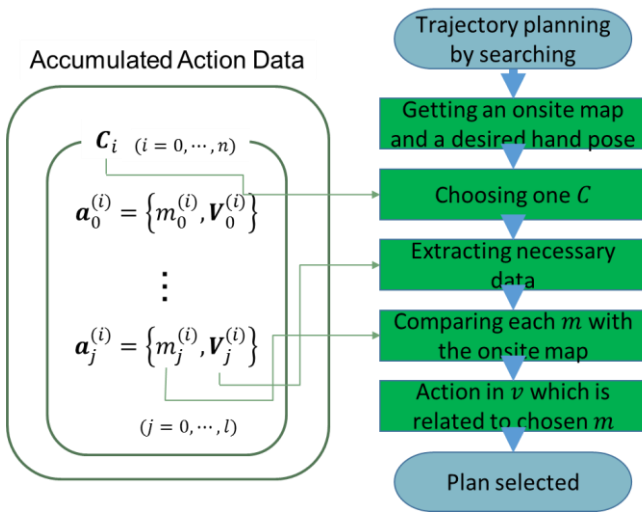 Accumulated Action Data
C_i (i = 0, ⋯, n)
a_0^{(i)} = {m_0^{(i)}, V_0^{(i)}}
⋮
a_j^{(i)} = {m_j^{(i)}, V_j^{(i)}}
(j = 0, ⋯, l)
Trajectory planning
by searching
Getting an onsite map
and a desired hand pose
Choosing one C
Extracting necessary
data
Comparing each m with
the onsite map
Action in v which is
related to chosen m
Plan selected